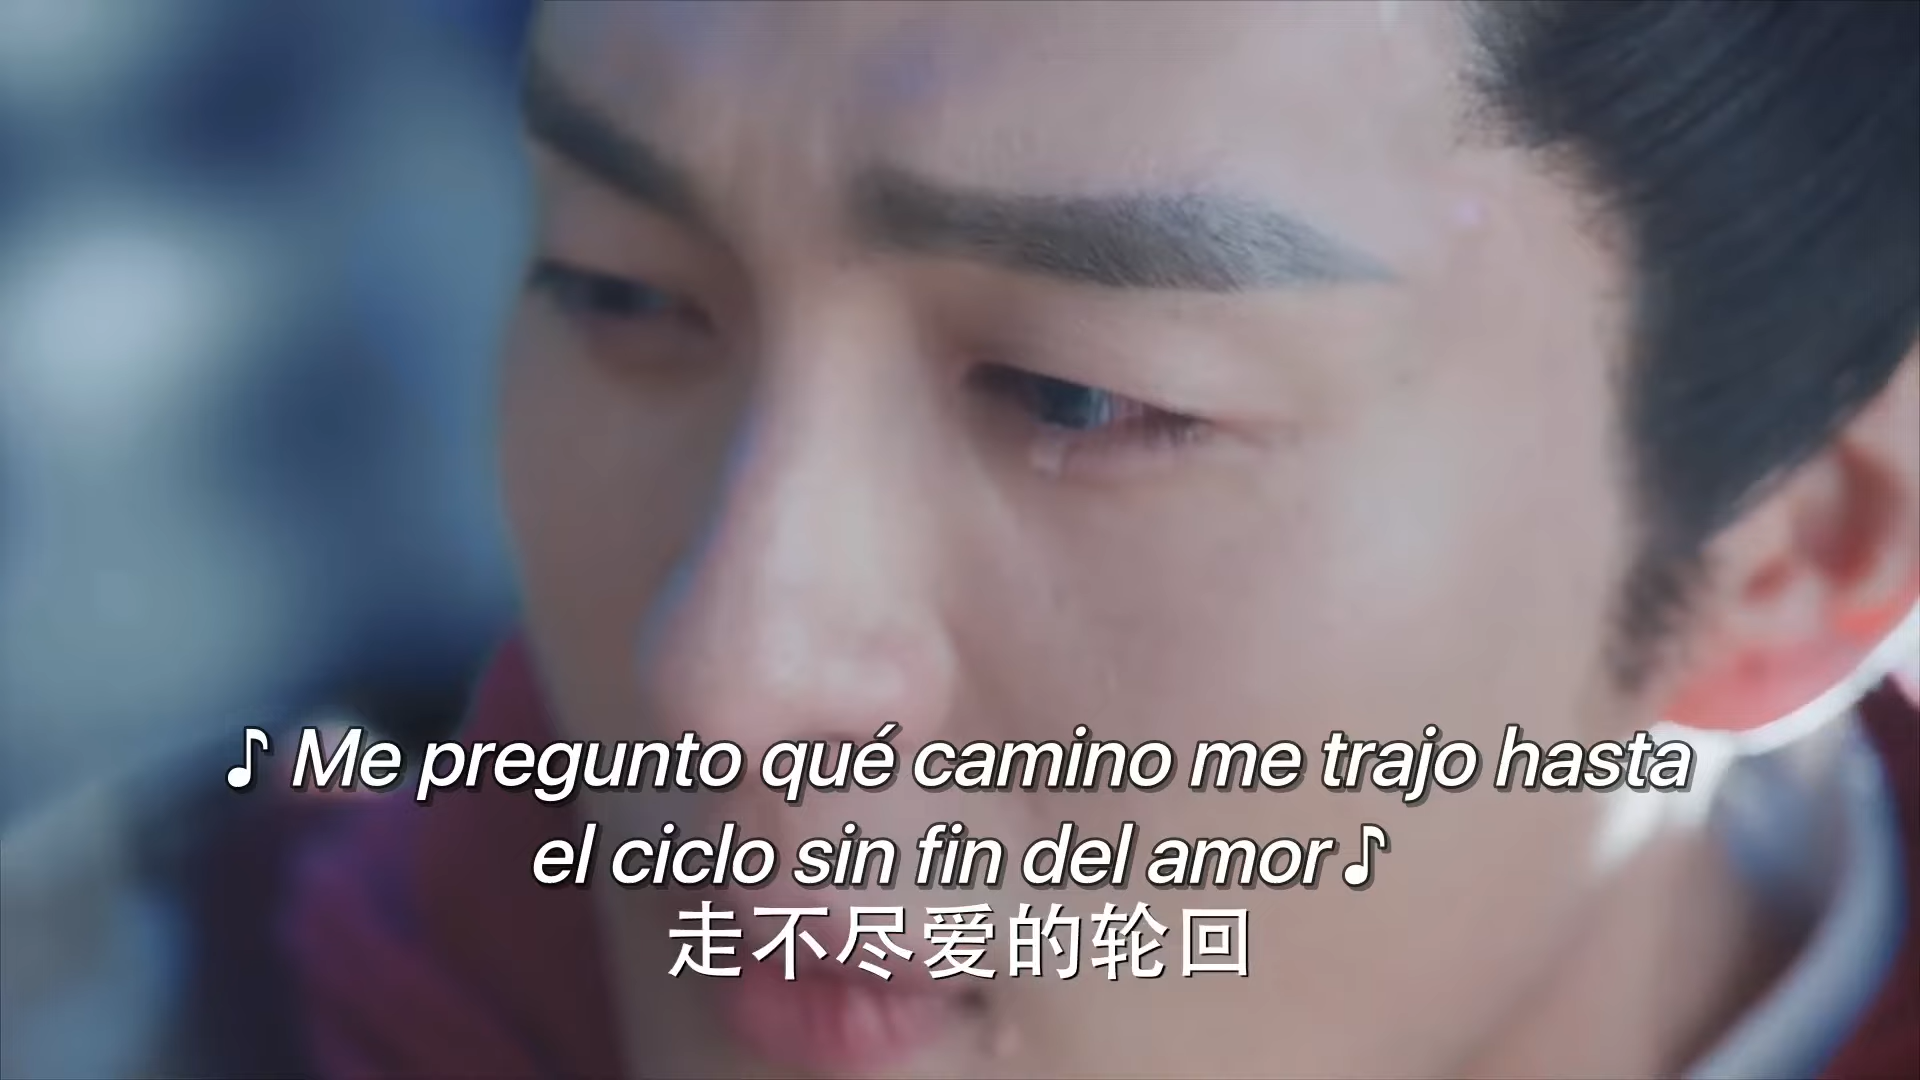 ♪ Me pregunto qué camino me trajo hasta
el ciclo sin fin del amor ♪
走不尽爱的轮回